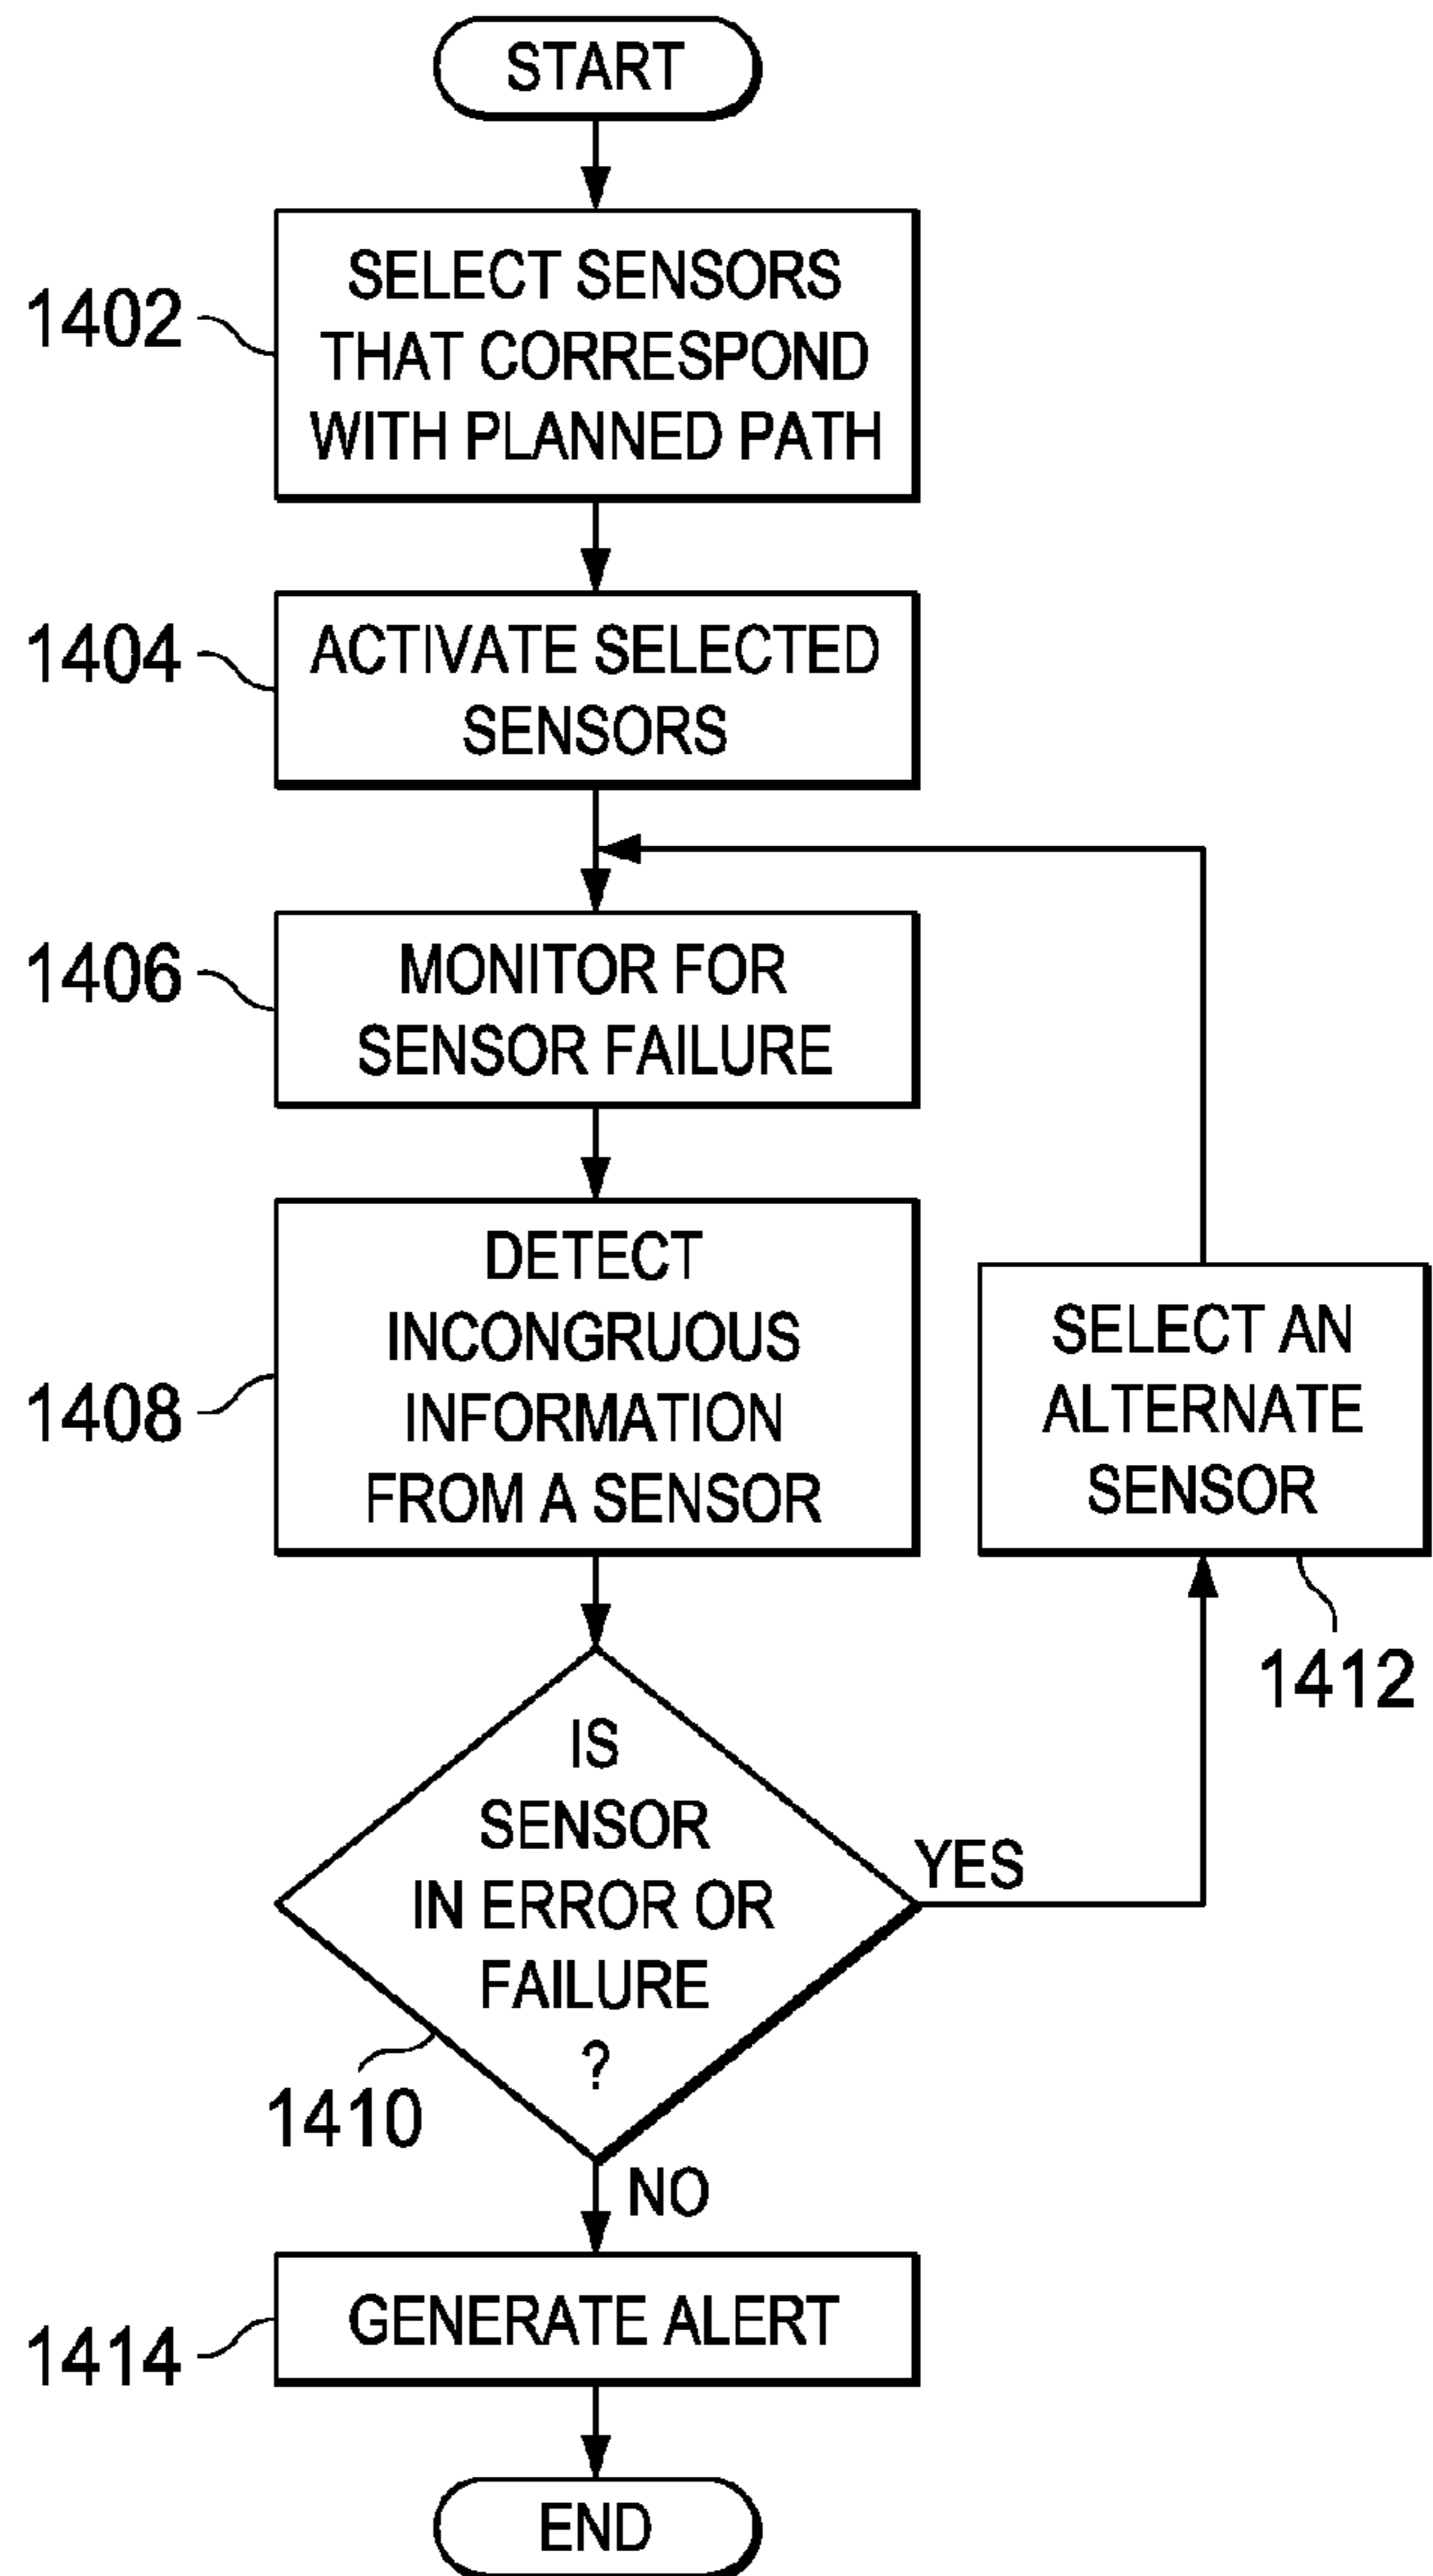 START
1402
SELECT SENSORS
THAT CORRESPOND
WITH PLANNED PATH
1404
ACTIVATE SELECTED
SENSORS
1406
MONITOR FOR
SENSOR FAILURE
1408
DETECT
INCONGRUOUS
INFORMATION
FROM A SENSOR
SELECT AN
ALTERNATE
SENSOR
1412
IS
SENSOR
IN ERROR OR
FAILURE
?
YES
1410
NO
1414
GENERATE ALERT
END